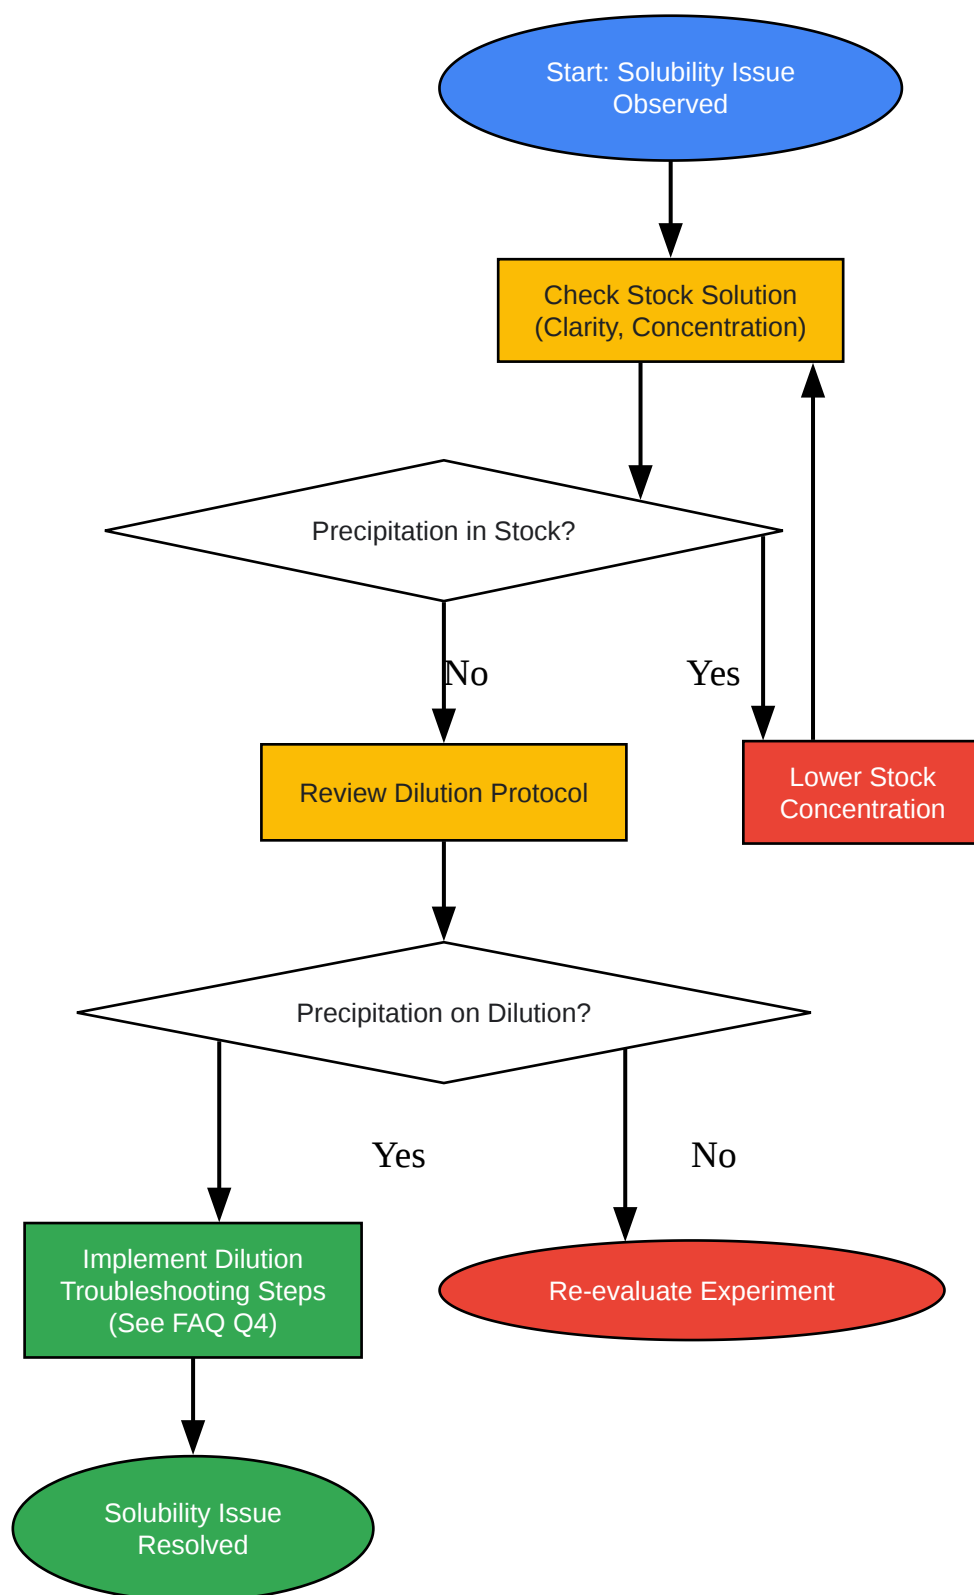 Start: Solubility Issue
Observed
Check Stock Solution
(Clarity, Concentration)
Precipitation in Stock?
No
Yes
Review Dilution Protocol
Lower Stock
Concentration
Precipitation on Dilution?
Yes
No
Implement Dilution
Troubleshooting Steps
(See FAQ Q4)
Re-evaluate Experiment
Solubility Issue
Resolved